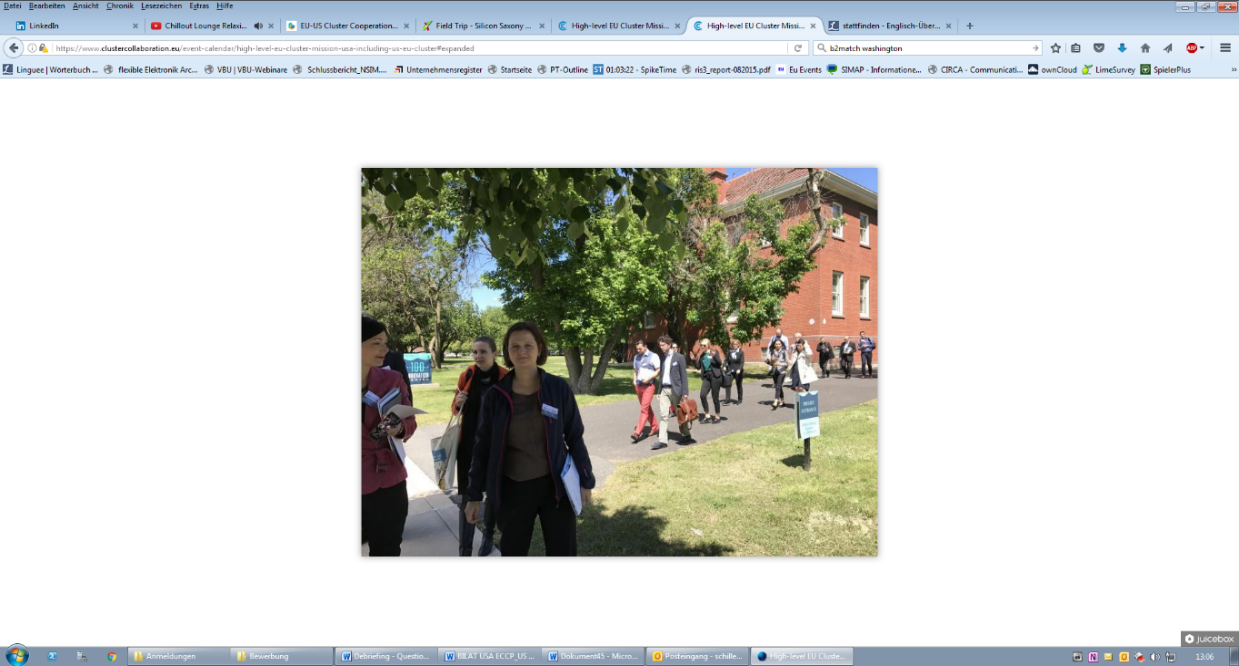 Datei Bearbeiten Ansicht Chronik Lesezeichen Extras Hilfe
LinkedIn
Chillout Lounge Relaxi...
EU-US Cluster Cooperation...
Field Trip - Silicon Saxony ...
High-level EU Cluster Missi...
High-level EU Cluster Missi...
stattfinden - Englisch-Über...
https://www.clustercollaboration.eu/event-calendar/high-level-eu-cluster-mission-usa-including-us-eu-cluster#expanded
b2match washington
ABP
Linguee | Wörterbuch ...
flexible Elektronik Arc...
VBU | VBU-Webinare
Schlussbericht_NSIM....
Unternehmensregister
Startseite
PT-Outline
ST 01:03:22 - SpikeTime
ris3_report-082015.pdf
Eu Events
SIMAP - Informatione...
CIRCA - Communicati...
ownCloud
LimeSurvey
SpielerPlus
100
juicebox
Anmeldungen
Bewerbung
Debriefing - Questio...
BILAT USA ECCP_US ...
Dokument45 - Micro...
Posteingang - schille...
High-level EU Cluste...
13:06